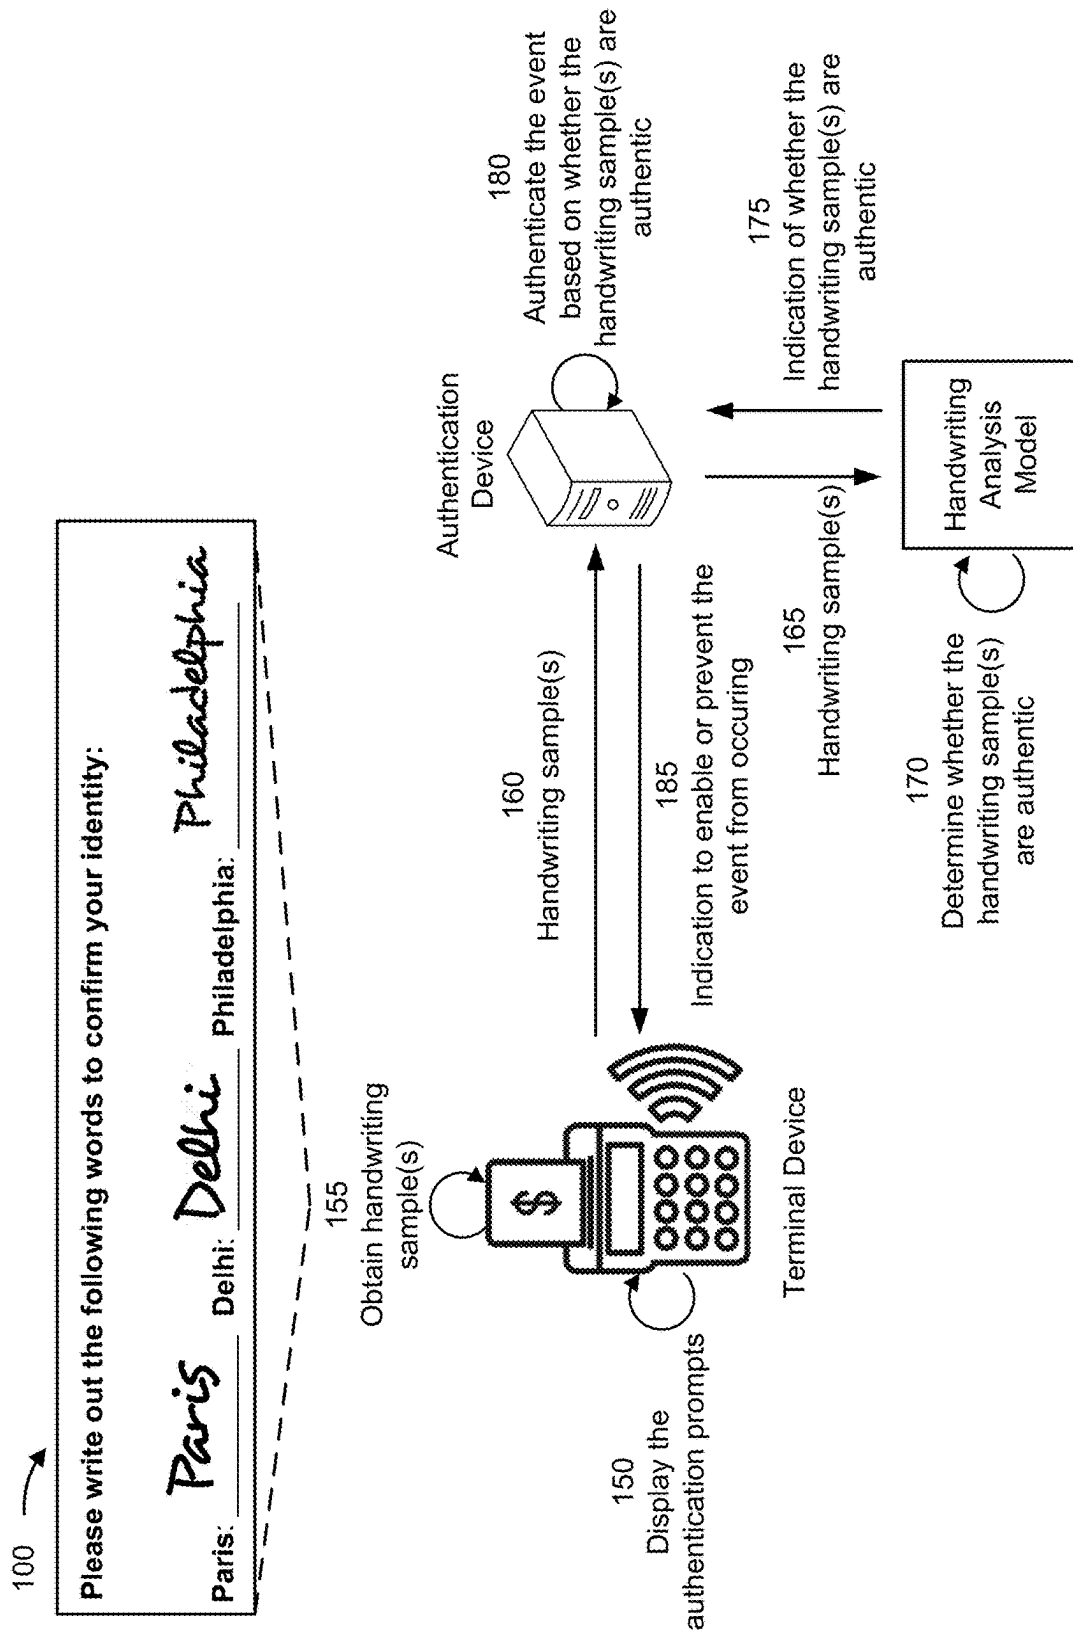 100
Please write out the following words to confirm your identity:
Paris: Paris Delhi: Delhi Philadelphia: Philadelphia
155
Obtain handwriting
sample(s)
$
150
Display the
authentication prompts
Terminal Device
160
Handwriting sample(s)
185
Indication to enable or prevent the
event from occuring
Authentication
Device
180
Authenticate the event
based on whether the
handwriting sample(s) are
authentic
165
Handwriting sample(s)
175
Indication of whether the
handwriting sample(s) are
authentic
170
Determine whether the
handwriting sample(s)
are authentic
Handwriting
Analysis
Model